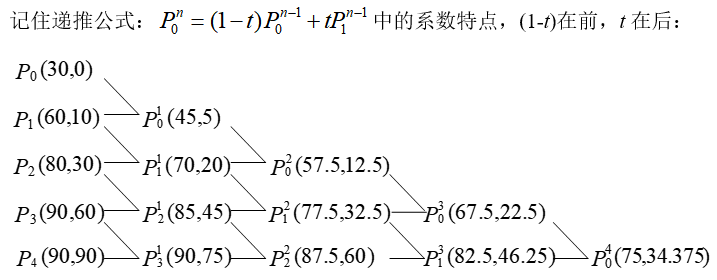 记住递推公式：$P_0^n = (1-t)P_0^{n-1} + tP_1^{n-1}$ 中的系数特点，(1-t)在前，t 在后：
$P_0(30,0)$
$P_1(60,10)$ $P_0^1(45,5)$
$P_2(80,30)$ $P_1^1(70,20)$ $P_0^2(57.5,12.5)$
$P_3(90,60)$ $P_2^1(85,45)$ $P_1^2(77.5,32.5)$ $P_0^3(67.5,22.5)$
$P_4(90,90)$ $P_3^1(90,75)$ $P_2^2(87.5,60)$ $P_1^3(82.5,46.25)$ $P_0^4(75,34.375)$